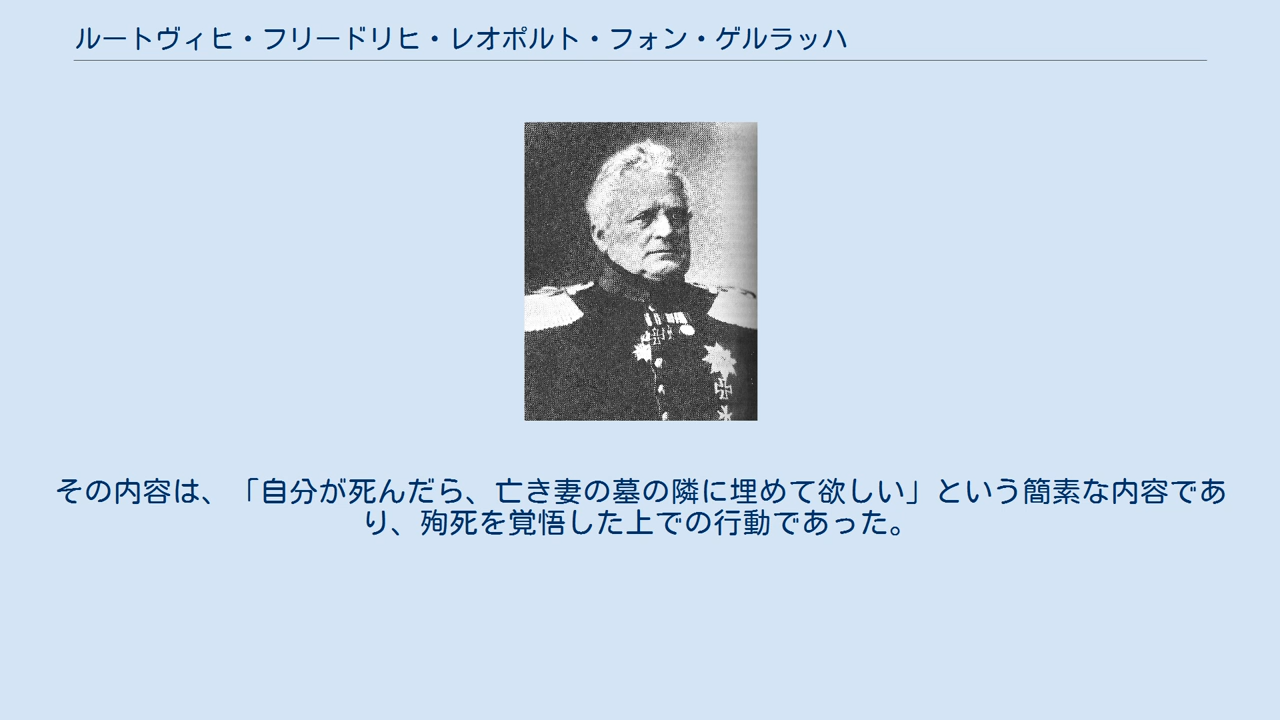 ルートヴィヒ・フリードリヒ・レオポルト・フォン・ゲルラッハ
その内容は、「自分が死んだら、亡き妻の墓の隣に埋めて欲しい」という簡素な内容であ
り、殉死を覚悟した上での行動であった。